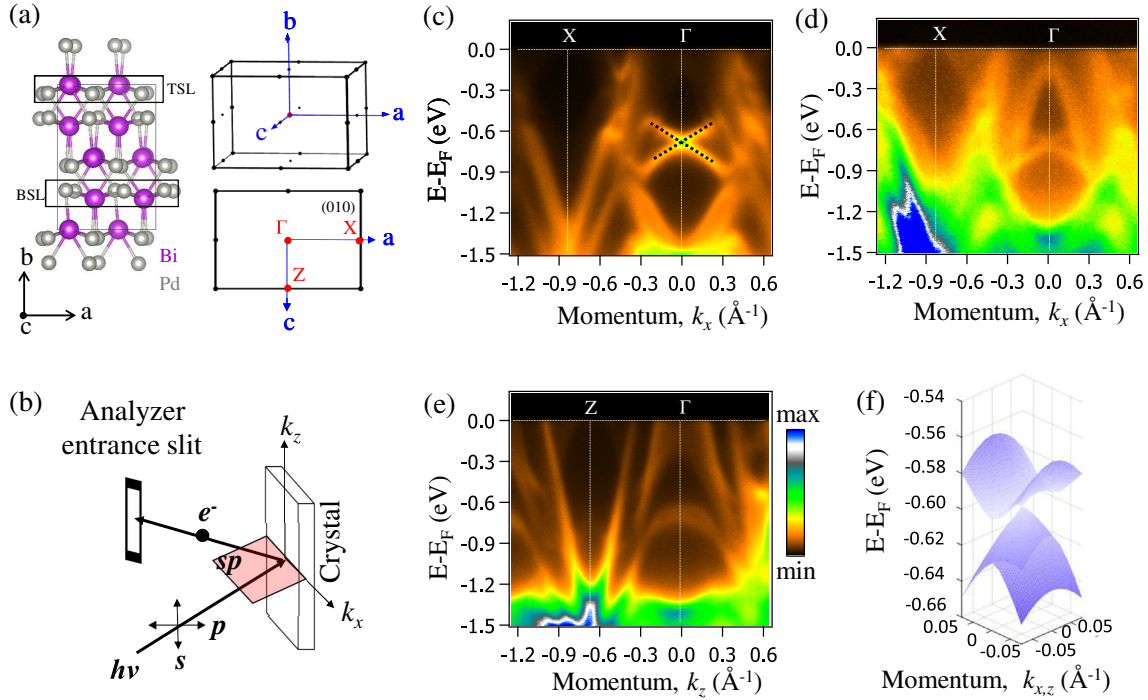 (a)
TSL
BSL
Bi
Pd
b
c
a
b
a
c
(010)
Γ
X
a
Z
c
(b)
Analyzer
entrance slit
k_z
e-
sp
Crystal
k_x
p
s
hν
(c)
X
Γ
0.0
-0.3
-0.6
-0.9
-1.2
-1.5
E-E_F (eV)
-1.2 -0.9 -0.6 -0.3 0.0 0.3 0.6
Momentum, k_x (Å⁻¹)
(d)
X
Γ
0.0
-0.3
-0.6
-0.9
-1.2
-1.5
E-E_F (eV)
-1.2 -0.9 -0.6 -0.3 0.0 0.3 0.6
Momentum, k_x (Å⁻¹)
(e)
Z
Γ
0.0
-0.3
-0.6
-0.9
-1.2
-1.5
E-E_F (eV)
-1.2 -0.9 -0.6 -0.3 0.0 0.3 0.6
Momentum, k_z (Å⁻¹)
max
min
(f)
-0.54
-0.56
-0.58
-0.60
-0.62
-0.64
-0.66
E-E_F (eV)
0.05
0
-0.05
0.05
0
-0.05
Momentum, k_x,z (Å⁻¹)